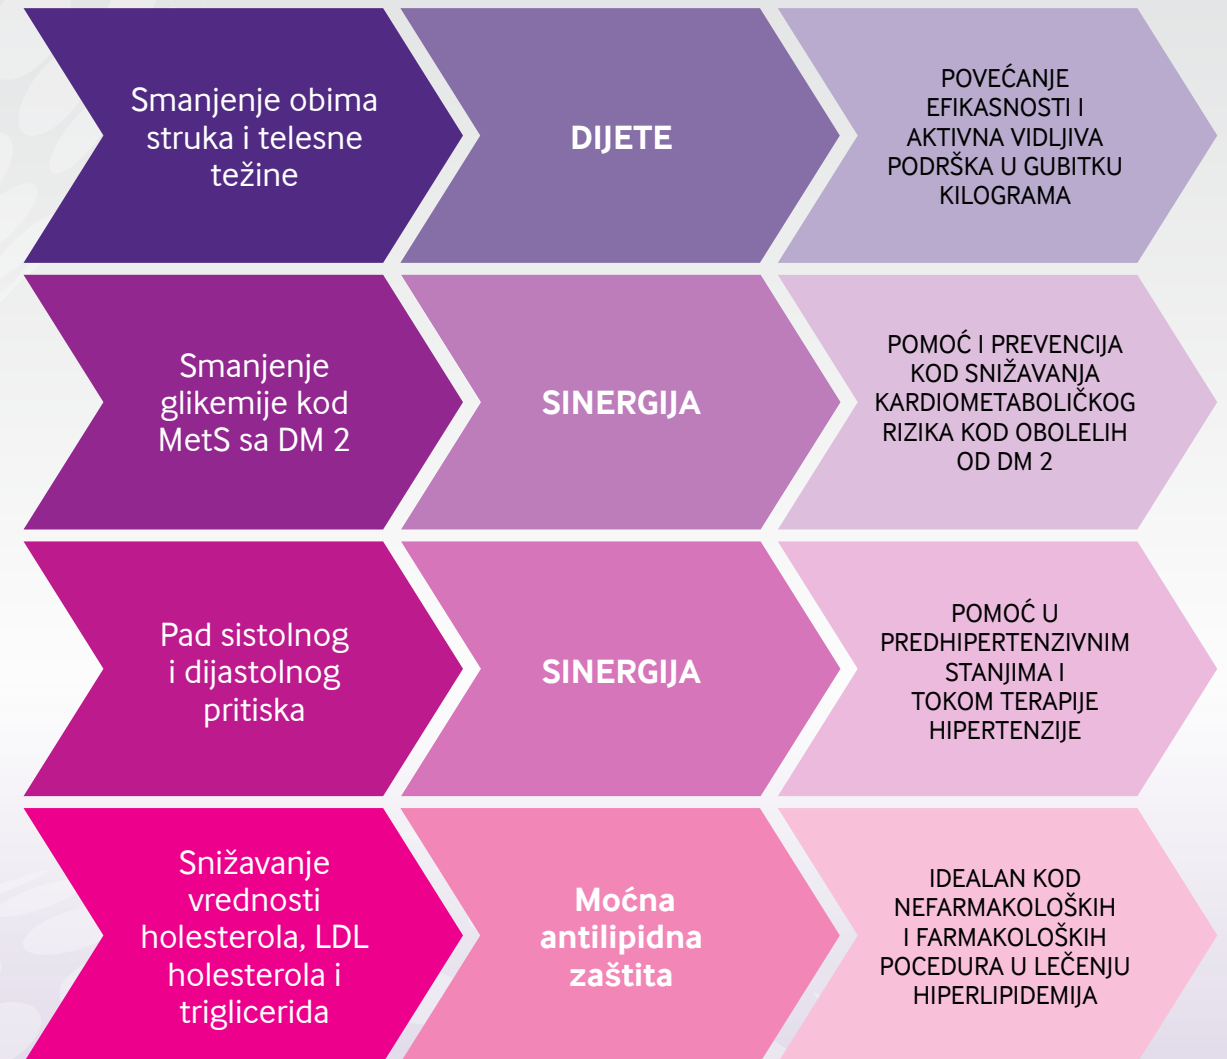 Smanjenje obima
struka i telesne
težine
DIJETE
POVEĆANJE
EFIKASNOSTI I
AKTIVNA VIDLJIVA
PODRŠKA U GUBITKU
KILOGRAMA
Smanjenje
glikemije kod
MetS sa DM 2
SINERGIJA
POMOĆ I PREVENCIJA
KOD SNIŽAVANJA
KARDIOMETABOLIČKOG
RIZIKA KOD OBOLELIH
OD DM 2
Pad sistolnog
i dijastolnog
pritiska
SINERGIJA
POMOĆ U
PREDHIPERTENZIVNIM
STANJIMA I
TOKOM TERAPIJE
HIPERTENZIJE
Snižavanje
vrednosti
holesterola, LDL
holesterola i
triglicerida
Moćna
antilipidna
zaštita
IDEALAN KOD
NEFARMAKOLOŠKIH
I FARMAKOLOŠKIH
POCEDURA U LEČENJU
HIPERLIPIDEMIJA